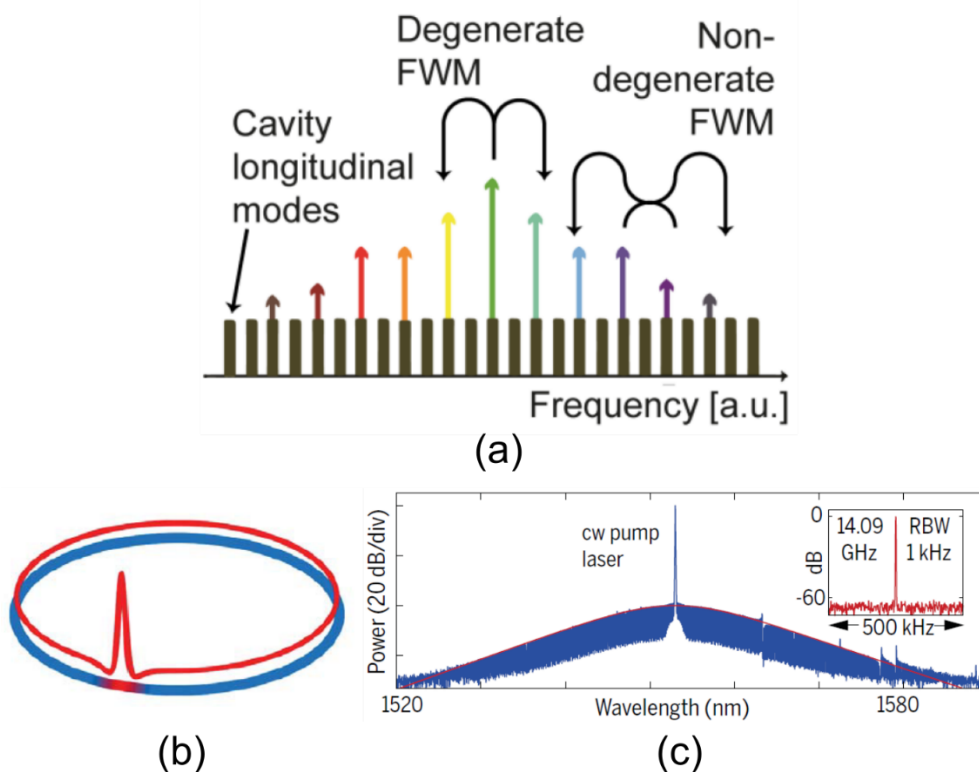 Degenerate
FWM
Non-
degenerate
FWM
Cavity
longitudinal
modes
Frequency [a.u.]
(a)
(b)
Power (20 dB/div)
cw pump
laser
0
dB
-60
14.09
GHz
RBW
1 kHz
500 kHz
1520
Wavelength (nm)
1580
(c)